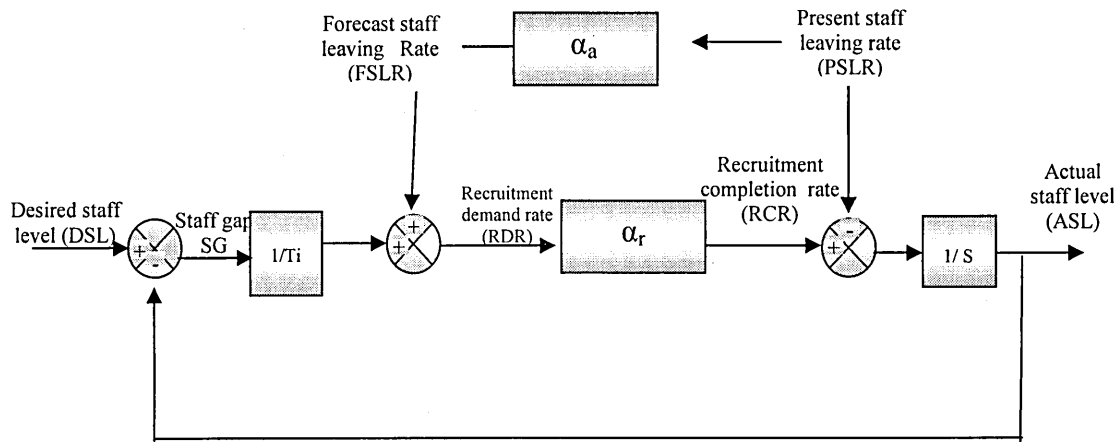 Forecast staff
leaving Rate
(FSLR)
αa
Present staff
leaving rate
(PSLR)
Desired staff
level (DSL)
+
-
Staff gap
SG
1/Ti
+
+
Recruitment
demand rate
(RDR)
αr
Recruitment
completion rate
(RCR)
-
+
1/ S
Actual
staff level
(ASL)